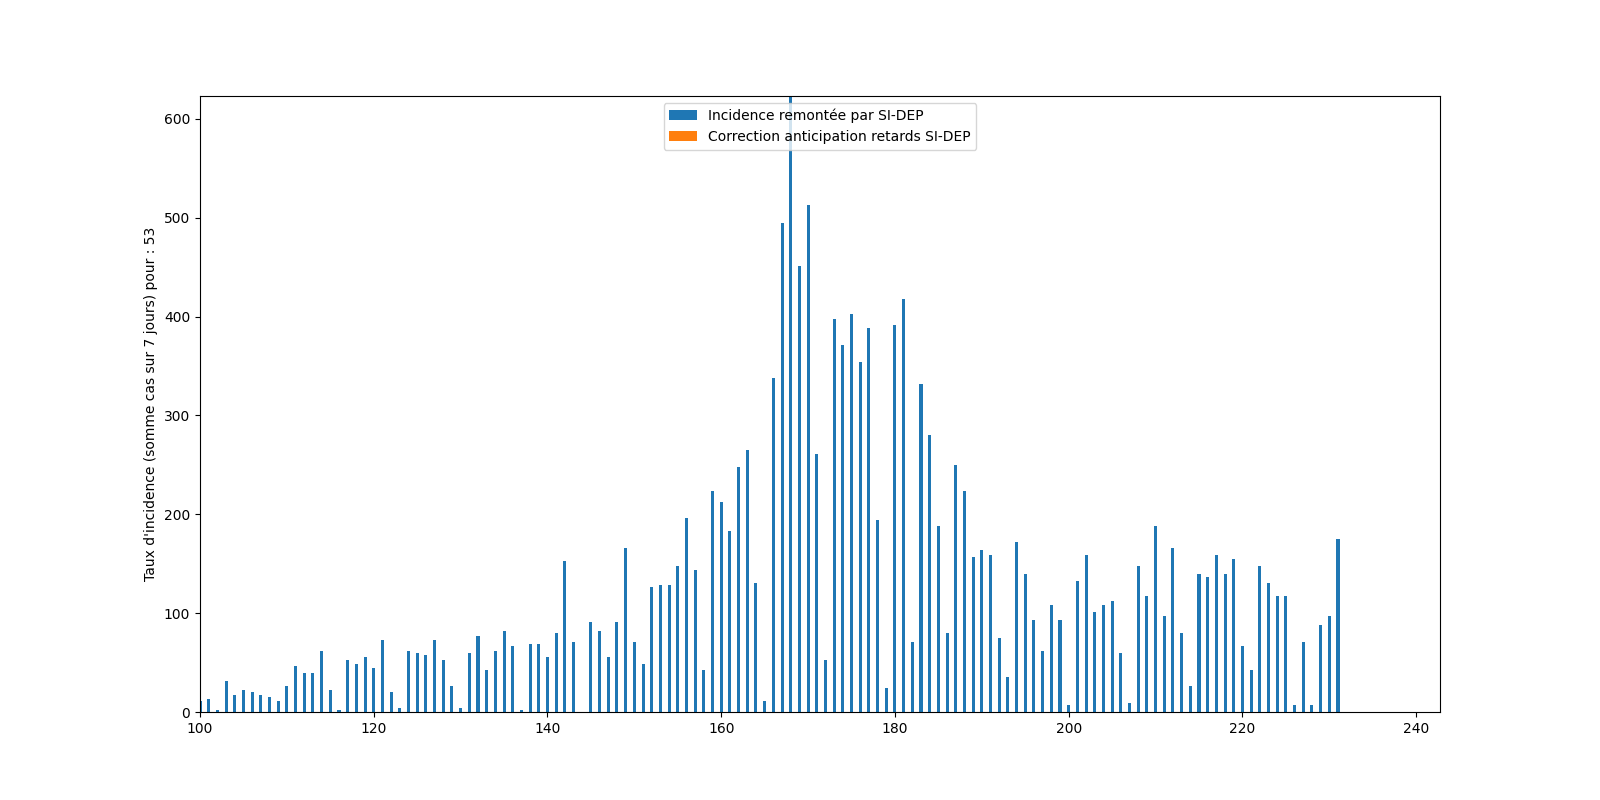 Incidence remontée par SI-DEP
Correction anticipation retards SI-DEP
Taux d'incidence (somme cas sur 7 jours) pour : 53
600
500
400
300
200
100
0
100 120 140 160 180 200 220 240